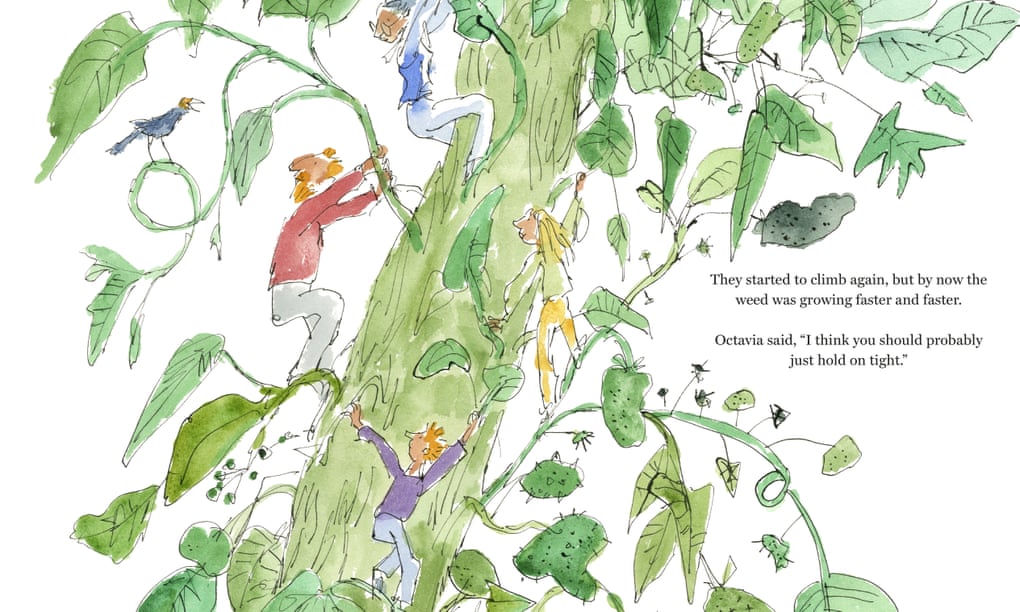 They started to climb again, but by now the
weed was growing faster and faster.
Octavia said, “I think you should probably
just hold on tight.”